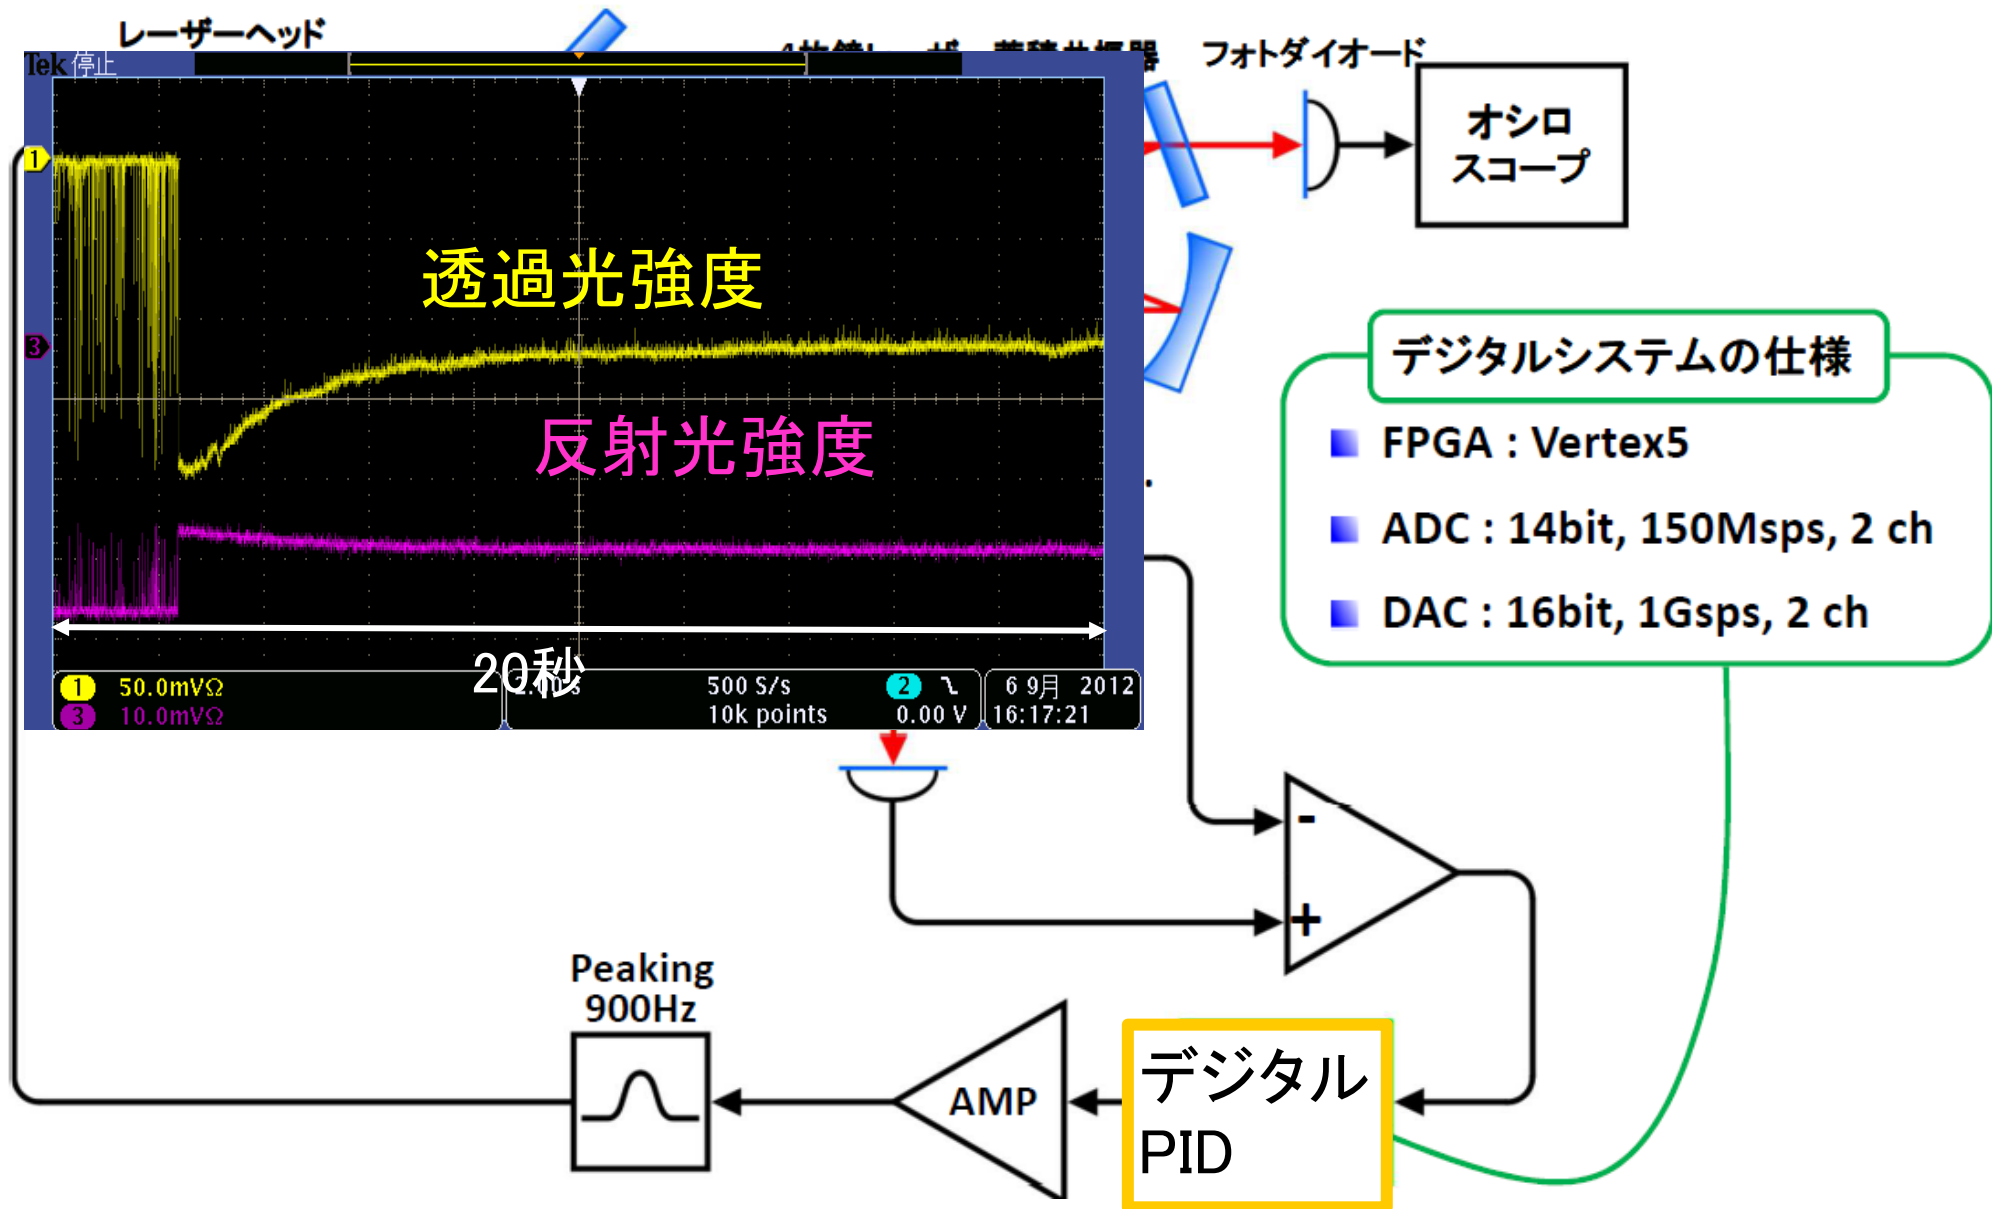 レーザーヘッド
フォトダイオード
Tek 停止
オシロ
スコープ
1
透過光強度
3
デジタルシステムの仕様
反射光強度
FPGA : Vertex5
ADC : 14bit, 150Msps, 2 ch
DAC : 16bit, 1Gsps, 2 ch
20秒
1 50.0mVΩ
3 10.0mVΩ
500 S/s
10k points
2
0.00 V
6 9月 2012
16:17:21
-
+
Peaking
900Hz
AMP
デジタル
PID